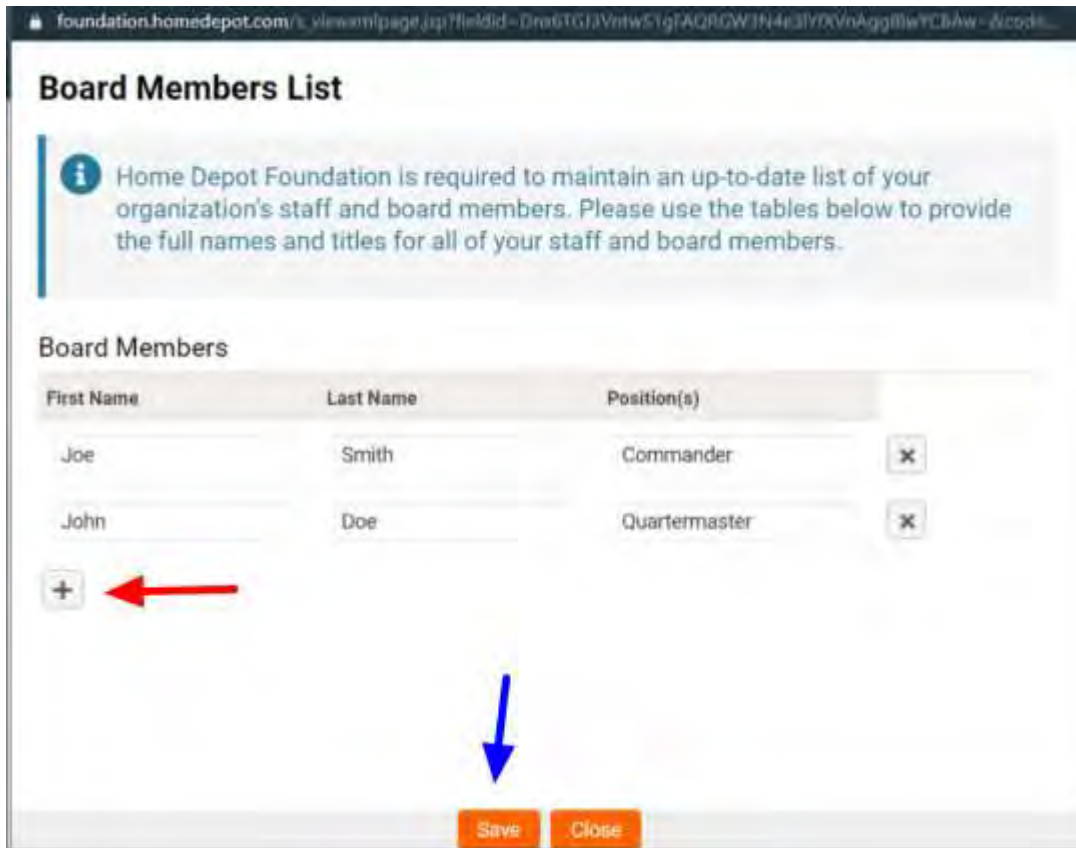 foundation.homedepot.com
Board Members List
Home Depot Foundation is required to maintain an up-to-date list of your
organization's staff and board members. Please use the tables below to provide
the full names and titles for all of your staff and board members.
Board Members
First Name Last Name Position(s)
Joe Smith Commander
John Doe Quartermaster
Save Close